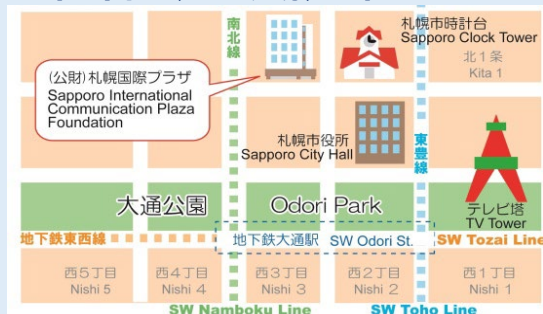 南北線
札幌市時計台
Sapporo Clock Tower
北1条
Kita 1
(公財)札幌国際プラザ
Sapporo International
Communication Plaza
Foundation
札幌市役所
Sapporo City Hall
東豊線
大通公園
Odori Park
テレビ塔
TV Tower
地下鉄東西線
地下鉄大通駅 SW Odori St.
SW Tozai Line
西5丁目
Nishi 5
西4丁目
Nishi 4
西3丁目
Nishi 3
西2丁目
Nishi 2
西1丁目
Nishi 1
SW Namboku Line
SW Toho Line